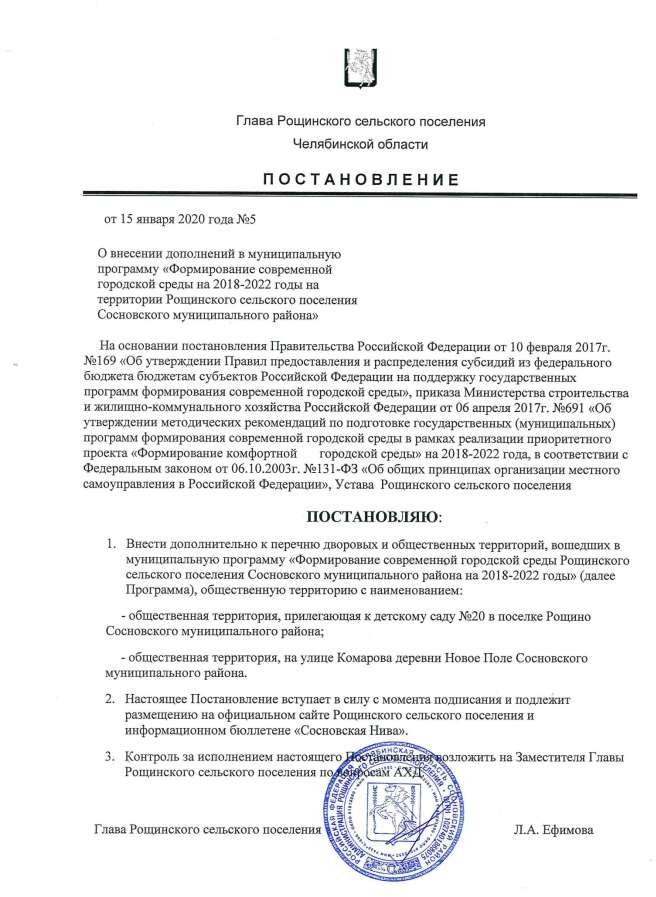 Глава Рощинского сельского поселения
Челябинской области
ПОСТАНОВЛЕНИЕ
от 15 января 2020 года №5
О внесении дополнений в муниципальную
программу «Формирование современной
городской среды на 2018-2022 годы на
территории Рощинского сельского поселения
Сосновского муниципального района»
На основании постановления Правительства Российской Федерации от 10 февраля 2017г.
№169 «Об утверждении Правил предоставления и распределения субсидий из федерального
бюджета бюджетам субъектов Российской Федерации на поддержку государственных
программ формирования современной городской среды», приказа Министерства строительства
и жилищно-коммунального хозяйства Российской Федерации от 06 апреля 2017г. №691 «Об
утверждении методических рекомендаций по подготовке государственных (муниципальных)
программ формирования современной городской среды в рамках реализации приоритетного
проекта «Формирование комфортной городской среды» на 2018-2022 года, в соответствии с
Федеральным законом от 06.10.2003г. №131-ФЗ «Об общих принципах организации местного
самоуправления в Российской Федерации», Устава Рощинского сельского поселения
ПОСТАНОВЛЯЮ:
1. Внести дополнительно к перечню дворовых и общественных территорий, вошедших в
муниципальную программу «Формирование современной городской среды Рощинского
сельского поселения Сосновского муниципального района на 2018-2022 годы» (далее
Программа), общественную территорию с наименованием:
- общественная территория, прилегающая к детскому саду №20 в поселке Рощино
Сосновского муниципального района;
- общественная территория, на улице Комарова деревни Новое Поле Сосновского
муниципального района.
2. Настоящее Постановление вступает в силу с момента подписания и подлежит
размещению на официальном сайте Рощинского сельского поселения и
информационном бюллетене «Сосновская Нива».
3. Контроль за исполнением настоящего Постановления возложить на Заместителя Главы
Рощинского сельского поселения по вопросам АХД
Глава Рощинского сельского поселения Л.А. Ефимова
РОССИЙСКАЯ ФЕДЕРАЦИЯ ЧЕЛЯБИНСКАЯ ОБЛАСТЬ СОСНОВСКИЙ РАЙОН
АДМИНИСТРАЦИЯ РОЩИНСКОГО СЕЛЬСКОГО ПОСЕЛЕНИЯ